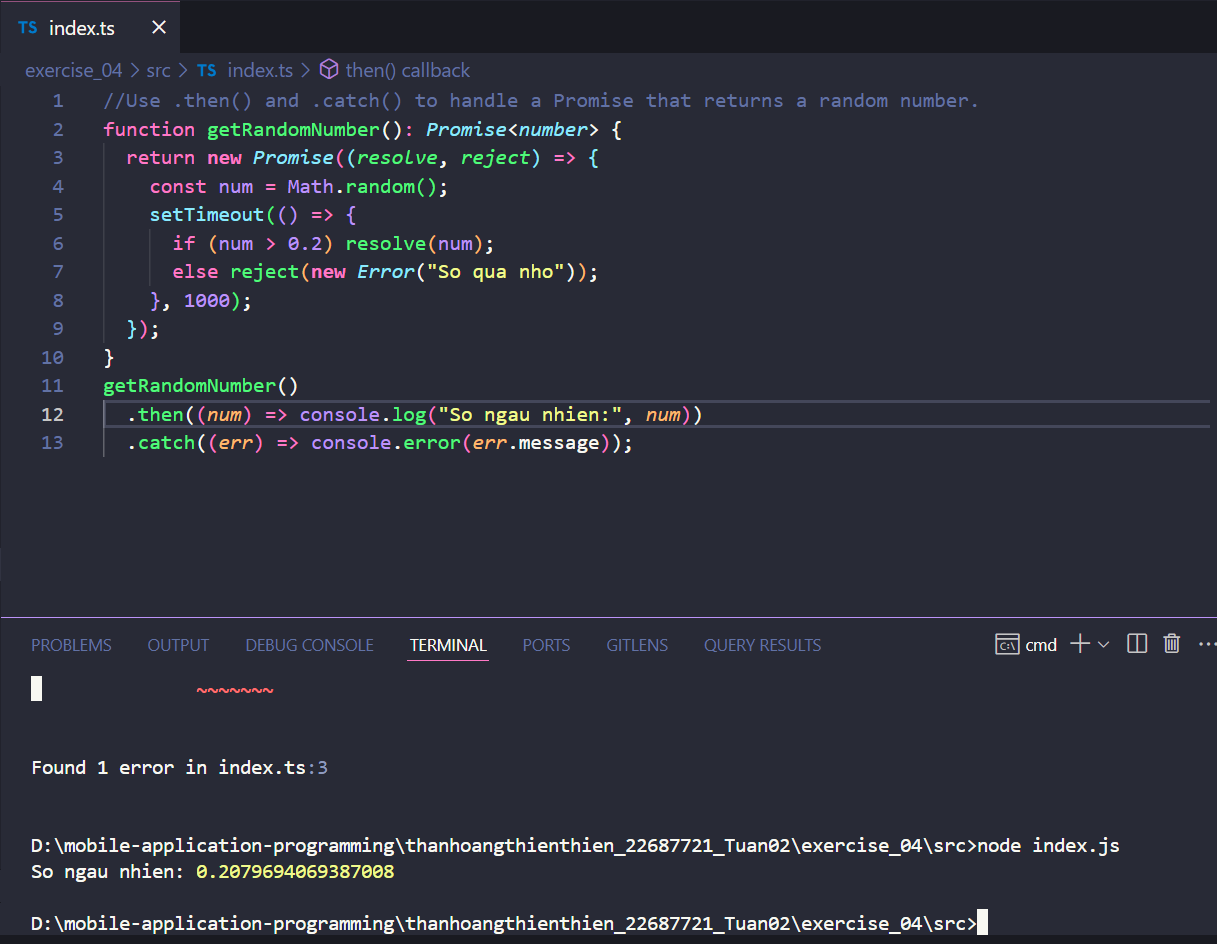 TS index.ts ×
exercise_04 > src > TS index.ts > then() callback
1 //Use .then() and .catch() to handle a Promise that returns a random number.
2 function getRandomNumber(): Promise<number> {
3   return new Promise((resolve, reject) => {
4     const num = Math.random();
5     setTimeout(() => {
6       if (num > 0.2) resolve(num);
7       else reject(new Error("So qua nho"));
8     }, 1000);
9   });
10 }
11 getRandomNumber()
12   .then((num) => console.log("So ngau nhien:", num))
13   .catch((err) => console.error(err.message));
PROBLEMS OUTPUT DEBUG CONSOLE TERMINAL PORTS GITLENS QUERY RESULTS cmd
~~~~~~~
Found 1 error in index.ts:3
D:\mobile-application-programming\thanhoangthienthien_22687721_Tuan02\exercise_04\src>node index.js
So ngau nhien: 0.2079694069387008
D:\mobile-application-programming\thanhoangthienthien_22687721_Tuan02\exercise_04\src>